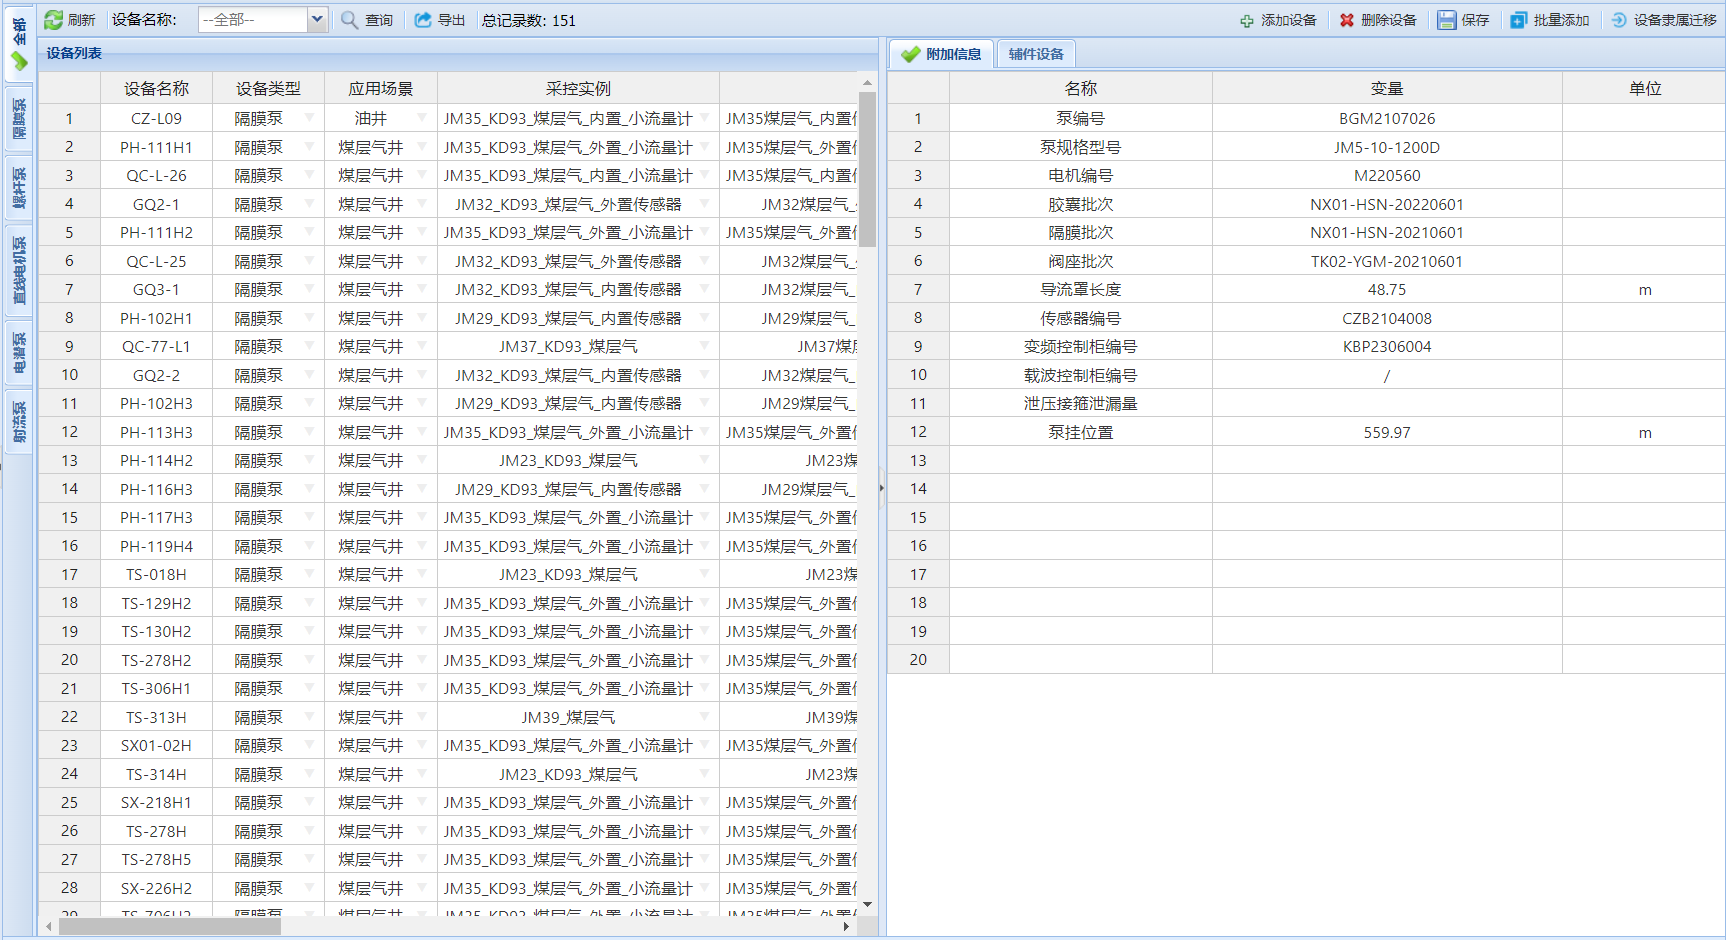 刷新 设备名称: --全部-- 查询 导出 总记录数: 151 添加设备 删除设备 保存 批量添加 设备隶属迁移
全部
隔膜泵
螺杆泵
直线电机泵
电潜泵
射流泵
设备列表
设备名称 设备类型 应用场景 采控实例
1 CZ-L09 隔膜泵 油井 JM35_KD93_煤层气_内置_小流量计 JM35煤层气_内置
2 PH-111H1 隔膜泵 煤层气井 JM35_KD93_煤层气_外置_小流量计 JM35煤层气_外置
3 QC-L-26 隔膜泵 煤层气井 JM35_KD93_煤层气_内置_小流量计 JM35煤层气_内置
4 GQ2-1 隔膜泵 煤层气井 JM32_KD93_煤层气_外置传感器 JM32煤层气_
5 PH-111H2 隔膜泵 煤层气井 JM35_KD93_煤层气_外置_小流量计 JM35煤层气_外置
6 QC-L-25 隔膜泵 煤层气井 JM32_KD93_煤层气_外置传感器 JM32煤层气_
7 GQ3-1 隔膜泵 煤层气井 JM32_KD93_煤层气_内置传感器 JM32煤层气_
8 PH-102H1 隔膜泵 煤层气井 JM29_KD93_煤层气_内置传感器 JM29煤层气_
9 QC-77-L1 隔膜泵 煤层气井 JM37_KD93_煤层气 JM37煤层
10 GQ2-2 隔膜泵 煤层气井 JM32_KD93_煤层气_内置传感器 JM32煤层气_
11 PH-102H3 隔膜泵 煤层气井 JM29_KD93_煤层气_内置传感器 JM29煤层气_
12 PH-113H3 隔膜泵 煤层气井 JM35_KD93_煤层气_外置_小流量计 JM35煤层气_外置
13 PH-114H2 隔膜泵 煤层气井 JM23_KD93_煤层气 JM23煤
14 PH-116H3 隔膜泵 煤层气井 JM29_KD93_煤层气_内置传感器 JM29煤层气_
15 PH-117H3 隔膜泵 煤层气井 JM35_KD93_煤层气_外置_小流量计 JM35煤层气_外置
16 PH-119H4 隔膜泵 煤层气井 JM35_KD93_煤层气_外置_小流量计 JM35煤层气_外置
17 TS-018H 隔膜泵 煤层气井 JM23_KD93_煤层气 JM23煤
18 TS-129H2 隔膜泵 煤层气井 JM35_KD93_煤层气_外置_小流量计 JM35煤层气_外置
19 TS-130H2 隔膜泵 煤层气井 JM35_KD93_煤层气_外置_小流量计 JM35煤层气_外置
20 TS-278H2 隔膜泵 煤层气井 JM35_KD93_煤层气_外置_小流量计 JM35煤层气_外置
21 TS-306H1 隔膜泵 煤层气井 JM35_KD93_煤层气_外置_小流量计 JM35煤层气_外置
22 TS-313H 隔膜泵 煤层气井 JM39_煤层气 JM39煤
23 SX01-02H 隔膜泵 煤层气井 JM35_KD93_煤层气_外置_小流量计 JM35煤层气_外置
24 TS-314H 隔膜泵 煤层气井 JM23_KD93_煤层气 JM23煤
25 SX-218H1 隔膜泵 煤层气井 JM35_KD93_煤层气_外置_小流量计 JM35煤层气_外置
26 TS-278H 隔膜泵 煤层气井 JM35_KD93_煤层气_外置_小流量计 JM35煤层气_外置
27 TS-278H5 隔膜泵 煤层气井 JM35_KD93_煤层气_外置_小流量计 JM35煤层气_外置
28 SX-226H2 隔膜泵 煤层气井 JM35_KD93_煤层气_外置_小流量计 JM35煤层气_外置
29 TS-706H2 隔膜泵 煤层气井 JM35_KD93_煤层气_外置_小流量计 JM35煤层气_外置
附加信息 辅件设备
名称 变量 单位
1 泵编号 BGM2107026
2 泵规格型号 JM5-10-1200D
3 电机编号 M220560
4 胶囊批次 NX01-HSN-20220601
5 隔膜批次 NX01-HSN-20210601
6 阀座批次 TK02-YGM-20210601
7 导流罩长度 48.75 m
8 传感器编号 CZB2104008
9 变频控制柜编号 KBP2306004
10 载波控制柜编号 /
11 泄压接箍泄漏量
12 泵挂位置 559.97 m
13
14
15
16
17
18
19
20